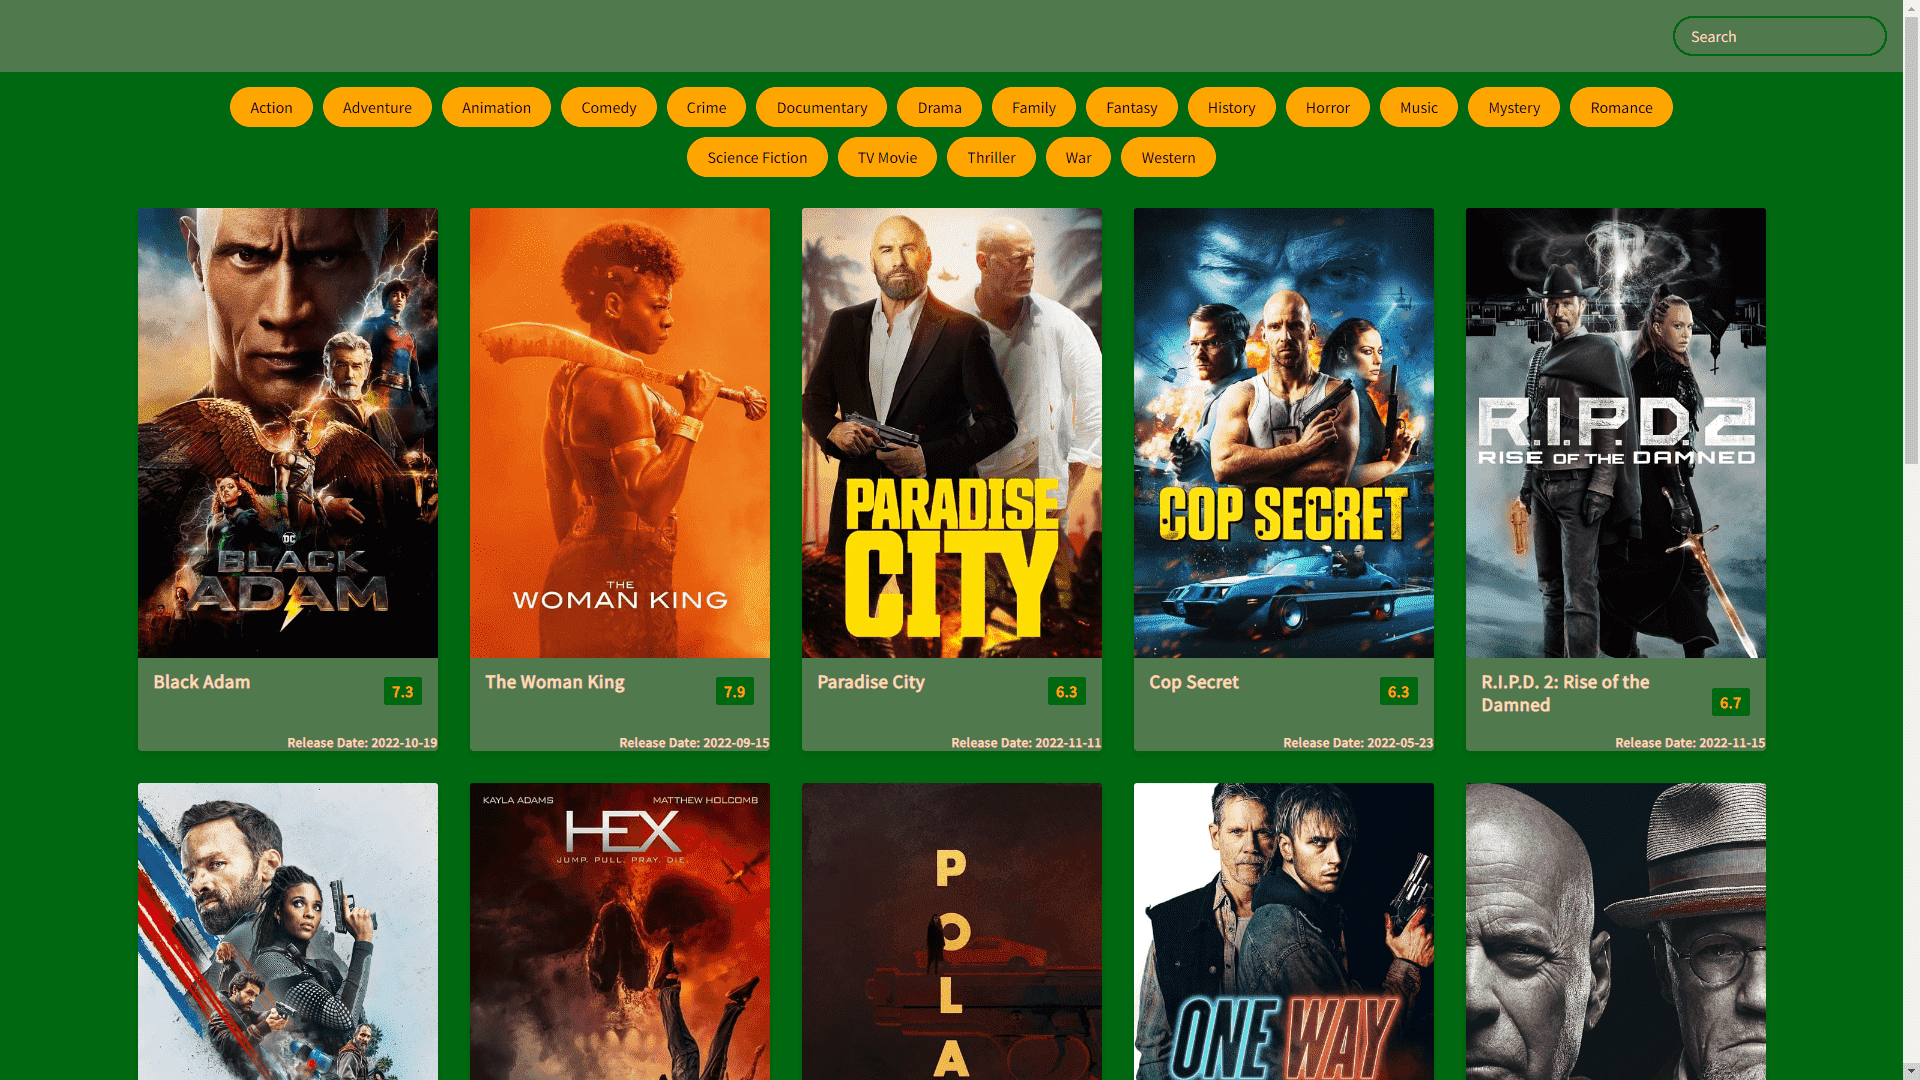 Search
Action Adventure Animation Comedy Crime Documentary Drama Family Fantasy History Horror Music Mystery Romance
Science Fiction TV Movie Thriller War Western
DC
BLACK
ADAM
THE
WOMAN KING
PARADISE
CITY
COP SECRET
R.I.P.D. 2
RISE OF THE DAMNED
Black Adam
7.3
Release Date: 2022-10-19
The Woman King
7.9
Release Date: 2022-09-15
Paradise City
6.3
Release Date: 2022-11-11
Cop Secret
6.3
Release Date: 2022-05-23
R.I.P.D. 2: Rise of the
Damned
6.7
Release Date: 2022-11-15
KAYLA ADAMS MATTHEW HOLCOMB
HEX
JUMP. PULL. PRAY. DIE.
P
O
L
A
ONE WAY